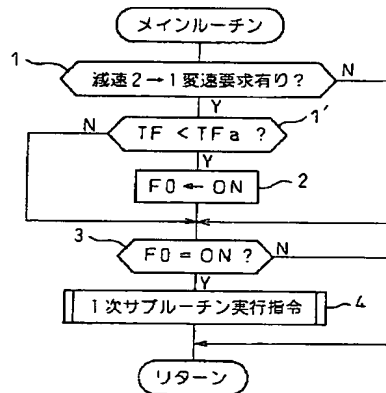 メインルーチン
1
減速2→1変速要求有り?
N
Y
N
TF < TFa ?
1'
Y
F0 ← ON
2
3
F0 = ON ?
N
Y
1次サブルーチン実行指令
4
リターン